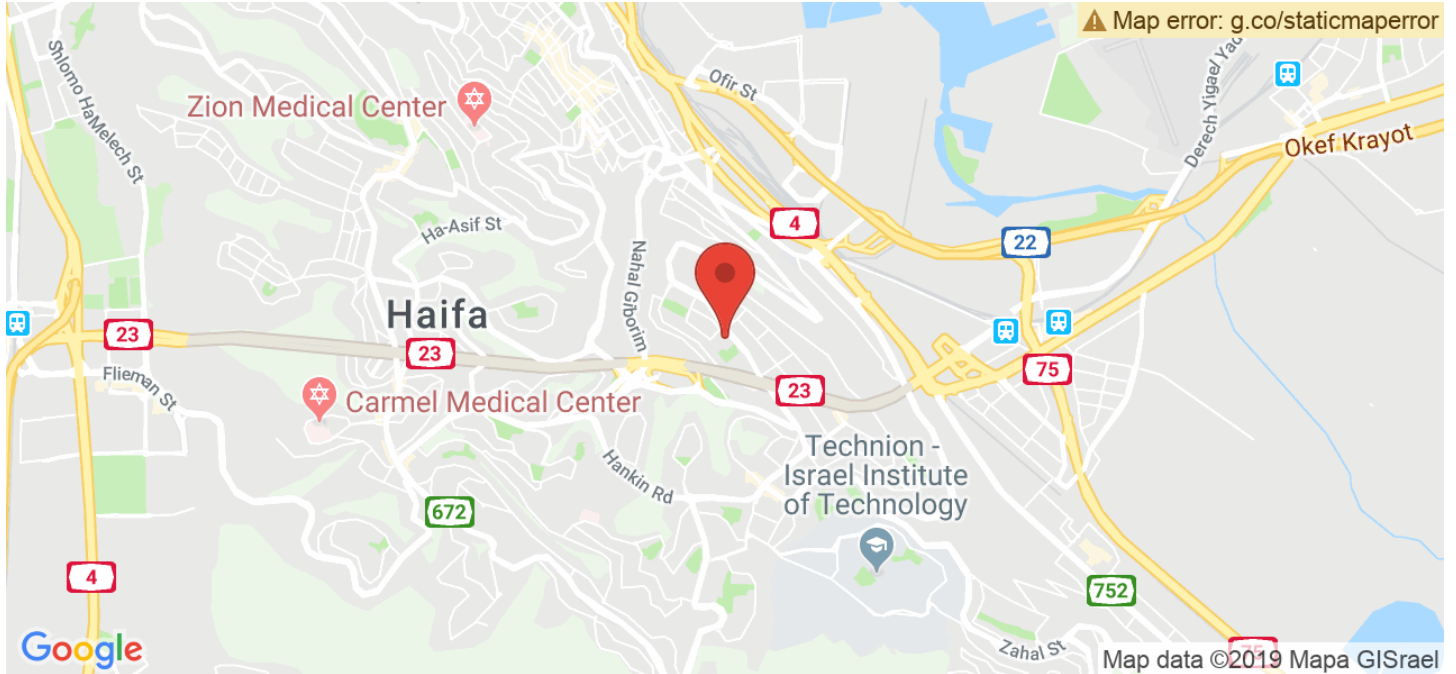 Map error: g.co/staticmaperror
Shlomo HaMelech St
Zion Medical Center
Ofir St
Derech Yigael Yad
Okef Krayot
Ha-Asif St
Nahal Giborim
4
22
Haifa
23
23
23
75
Flieman St
Carmel Medical Center
Hankin Rd
Technion -
Israel Institute
of Technology
672
4
752
Zahal St
75
Google
Map data ©2019 Mapa GISrael